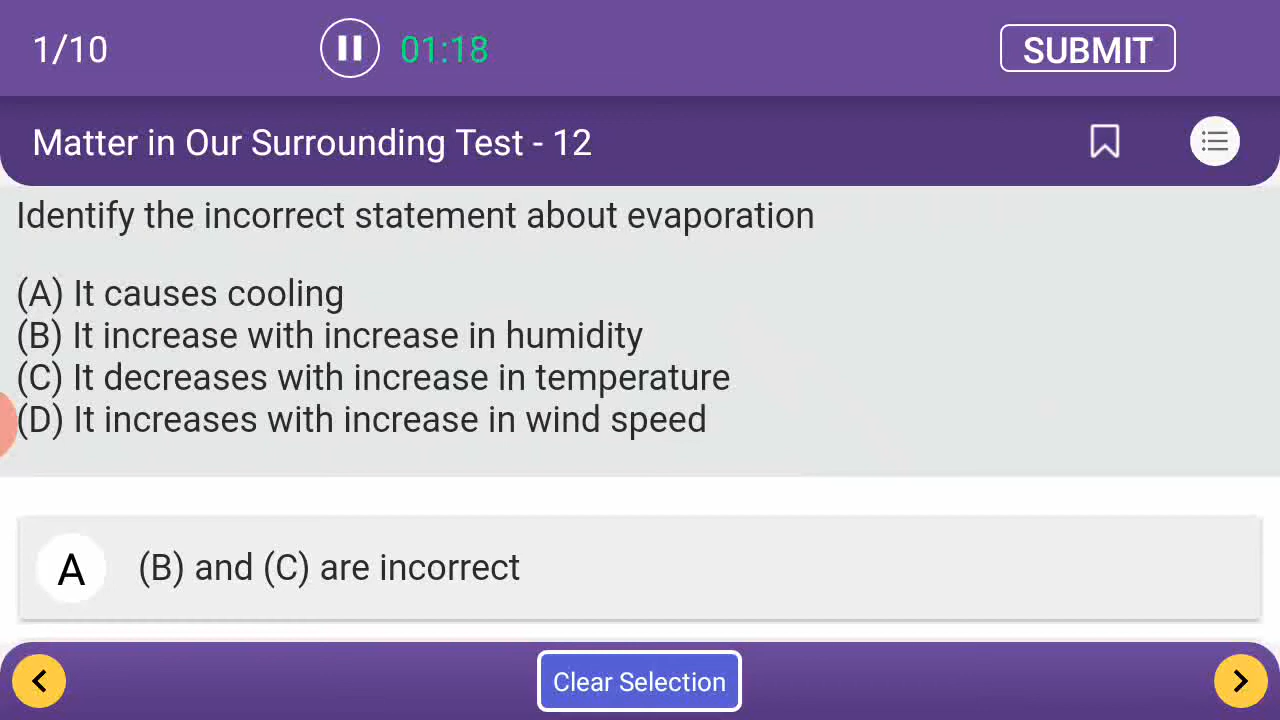 1/10
01:18
SUBMIT
Matter in Our Surrounding Test - 12
Identify the incorrect statement about evaporation
(A) It causes cooling
(B) It increase with increase in humidity
(C) It decreases with increase in temperature
(D) It increases with increase in wind speed
A (B) and (C) are incorrect
Clear Selection